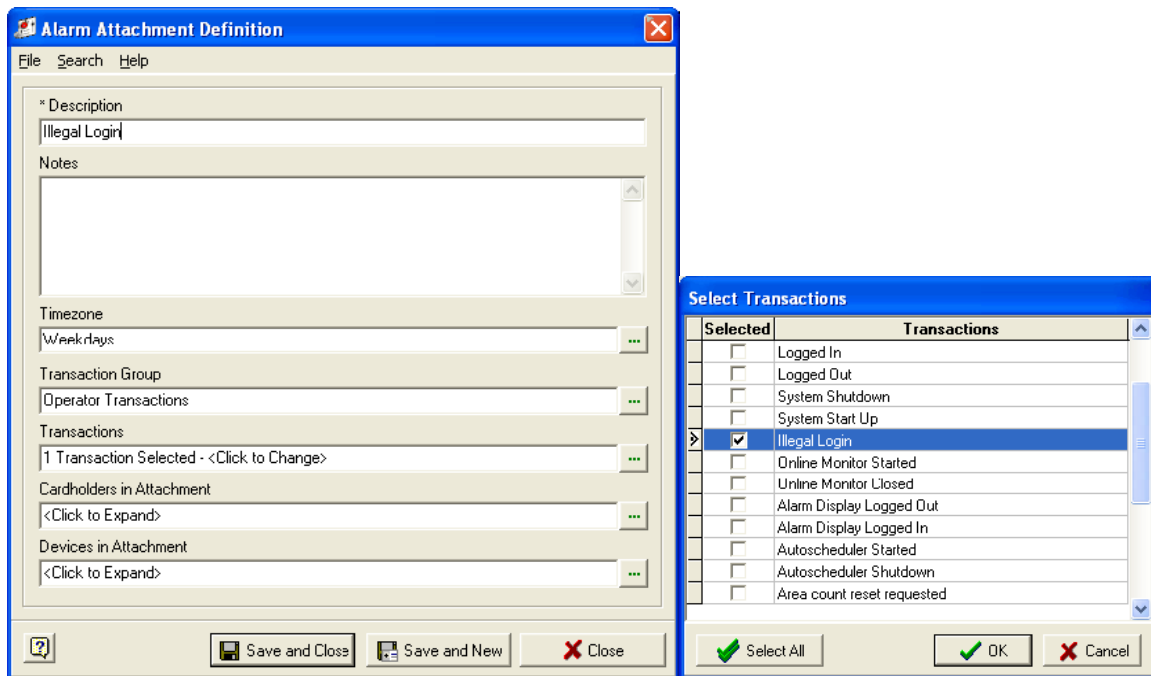 Alarm Attachment Definition
File Search Help
* Description
Illegal Login
Notes
Timezone
Weekdays
...
Transaction Group
Operator Transactions
...
Transactions
1 Transaction Selected - <Click to Change>
...
Cardholders in Attachment
<Click to Expand>
...
Devices in Attachment
<Click to Expand>
...
Save and Close
Save and New
Close
Select Transactions
Selected Transactions
Logged In
Logged Out
System Shutdown
System Start Up
Illegal Login
Online Monitor Started
Online Monitor Closed
Alarm Display Logged Out
Alarm Display Logged In
Autoscheduler Started
Autoscheduler Shutdown
Area count reset requested
Select All
OK
Cancel